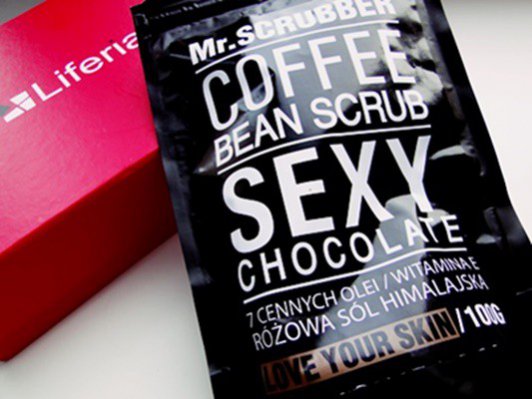 Liferia
Mr.SCRUBBER
COFFEE
BEAN SCRUB
SEXY
CHOCOLATE
7 CENNYCH OLEI / WITAMINA E
RÓŻOWA SÓL HIMALAJSKA
LOVE YOUR SKIN / 100G